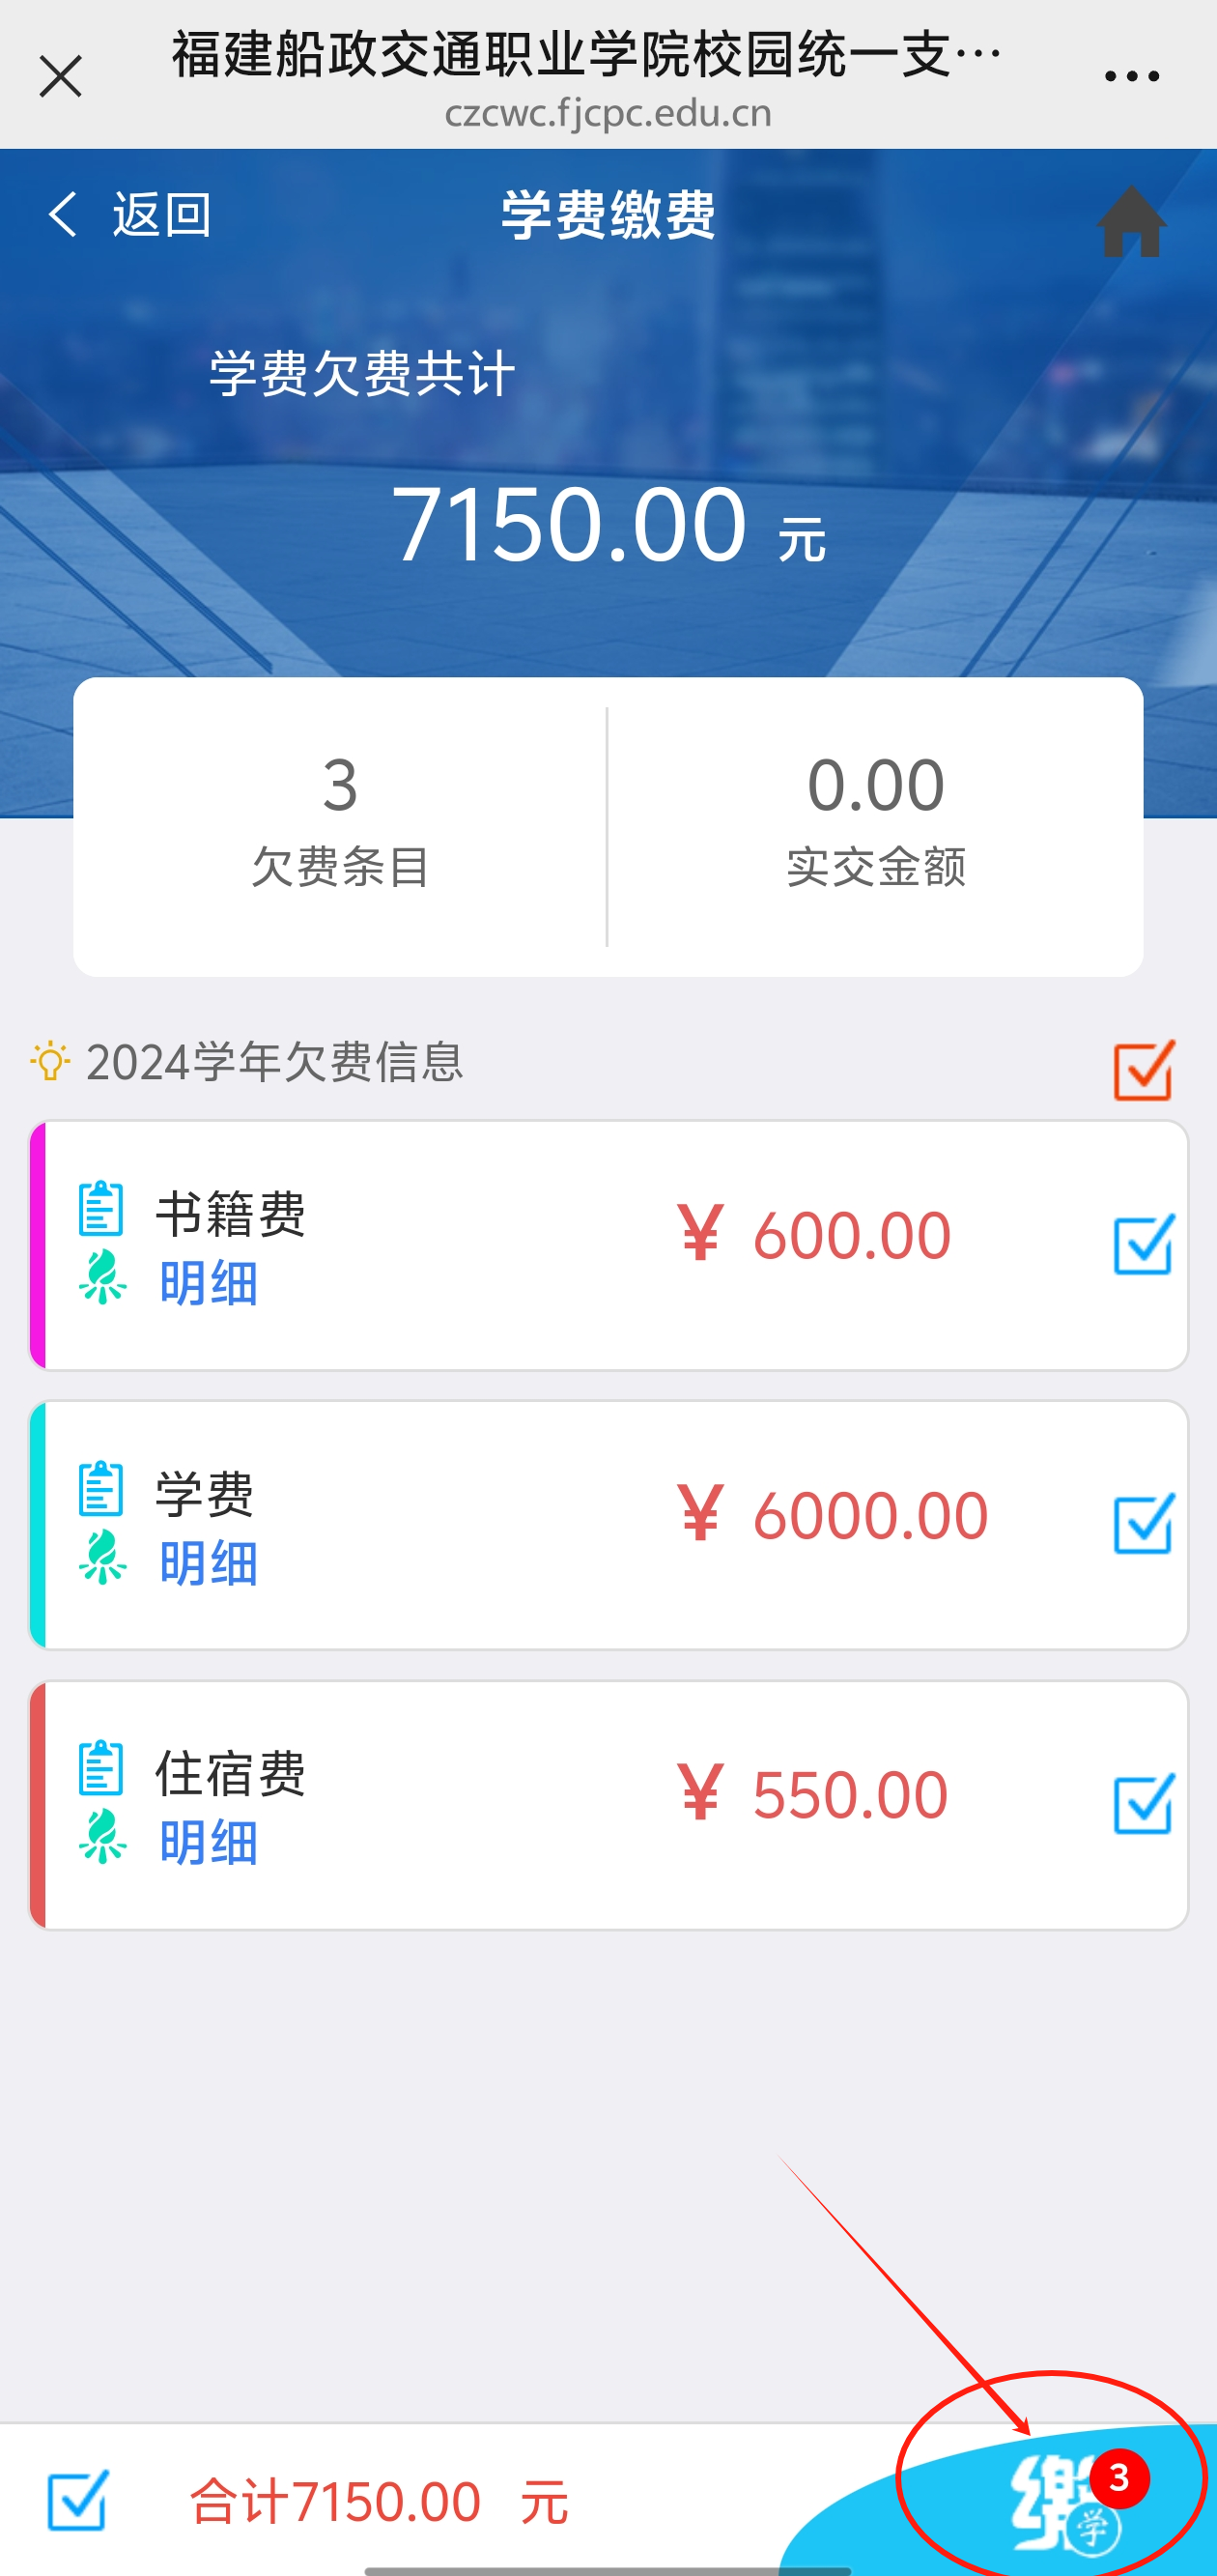 福建船政交通职业学院校园统一支…
czcwc.fjcpc.edu.cn
返回
学费缴费
学费欠费共计
7150.00 元
3
欠费条目
0.00
实交金额
2024学年欠费信息
书籍费
¥ 600.00
明细
学费
¥ 6000.00
明细
住宿费
¥ 550.00
明细
合计7150.00 元
缴
学
3